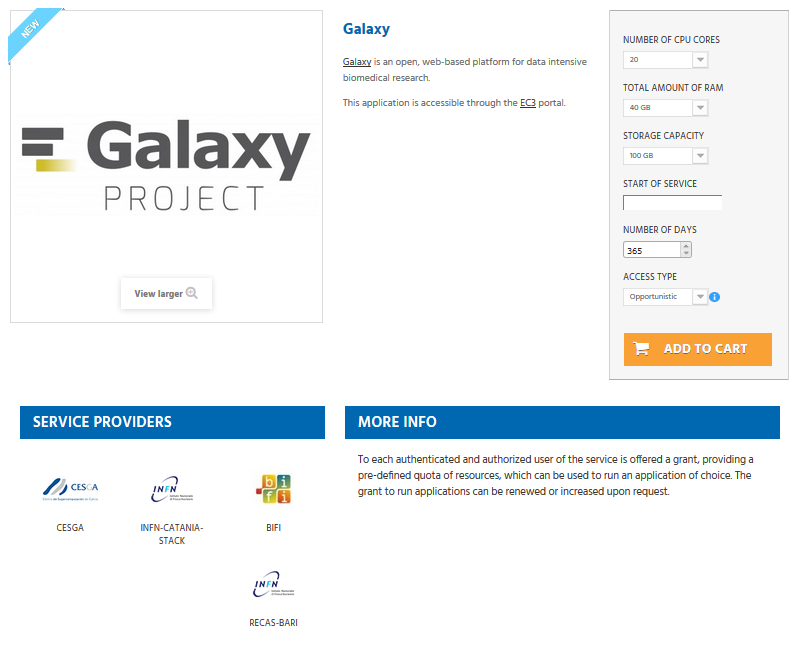 NEW
Galaxy
PROJECT
View larger
Galaxy
Galaxy is an open, web-based platform for data intensive
biomedical research.
This application is accessible through the EC3 portal.
NUMBER OF CPU CORES
20
TOTAL AMOUNT OF RAM
40 GB
STORAGE CAPACITY
100 GB
START OF SERVICE
NUMBER OF DAYS
365
ACCESS TYPE
Opportunistic
i
ADD TO CART
SERVICE PROVIDERS
CESGA
INFN
bifi
CESGA
INFN-CATANIA-
STACK
BIFI
INFN
RECAS-BARI
MORE INFO
To each authenticated and authorized user of the service is offered a grant, providing a
pre-defined quota of resources, which can be used to run an application of choice. The
grant to run applications can be renewed or increased upon request.